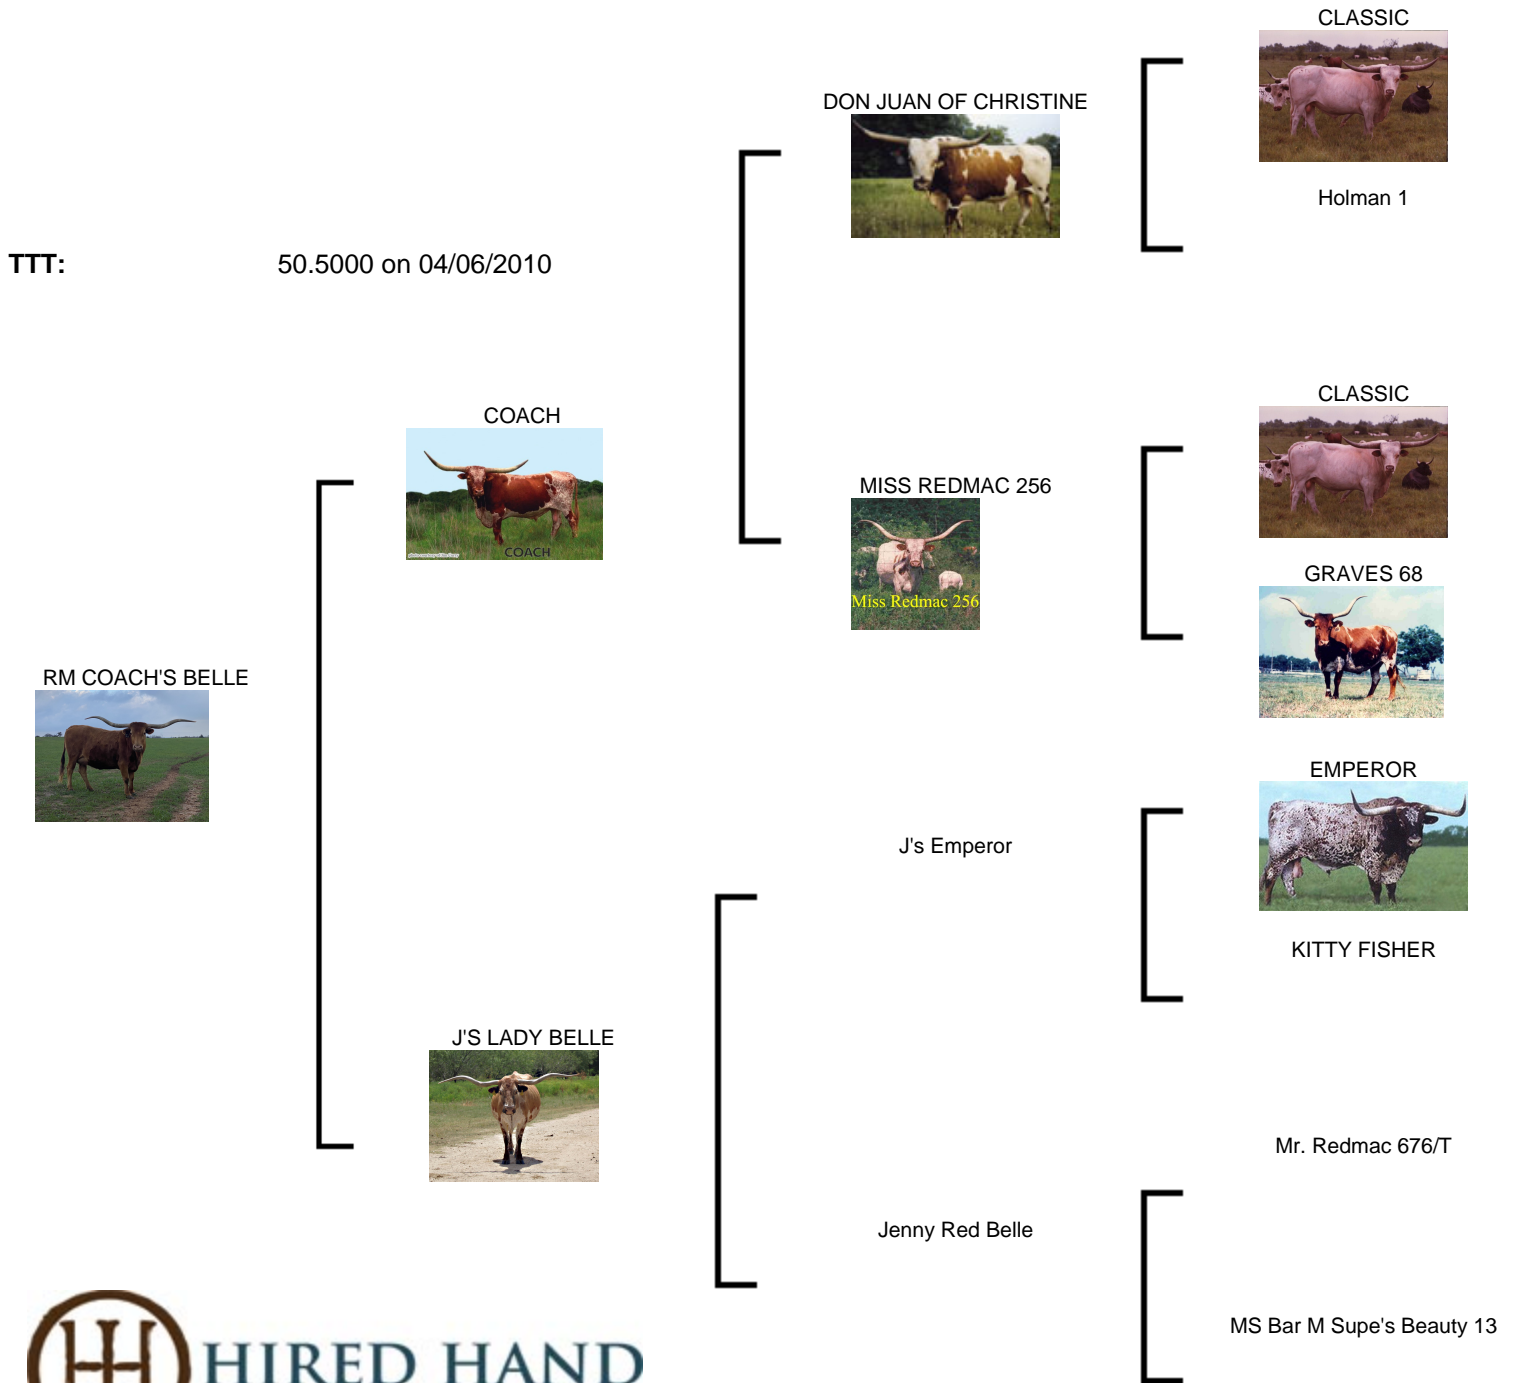 CLASSIC
DON JUAN OF CHRISTINE
Holman 1
TTT: 50.5000 on 04/06/2010
CLASSIC
COACH
COACH
MISS REDMAC 256
Miss Redmac 256
GRAVES 68
RM COACH'S BELLE
EMPEROR
J's Emperor
KITTY FISHER
J'S LADY BELLE
Mr. Redmac 676/T
Jenny Red Belle
MS Bar M Supe's Beauty 13
HIRED HAND